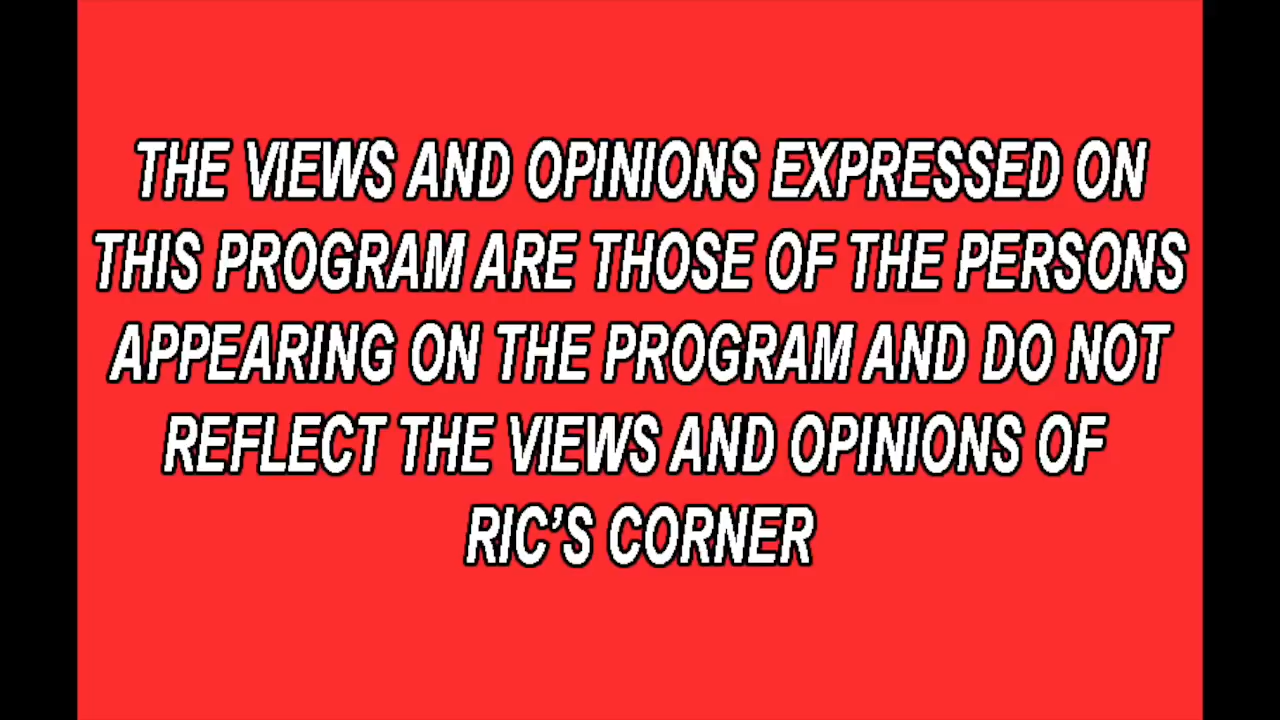 THE VIEWS AND OPINIONS EXPRESSED ON
THIS PROGRAM ARE THOSE OF THE PERSONS
APPEARING ON THE PROGRAM AND DO NOT
REFLECT THE VIEWS AND OPINIONS OF
RIC’S CORNER